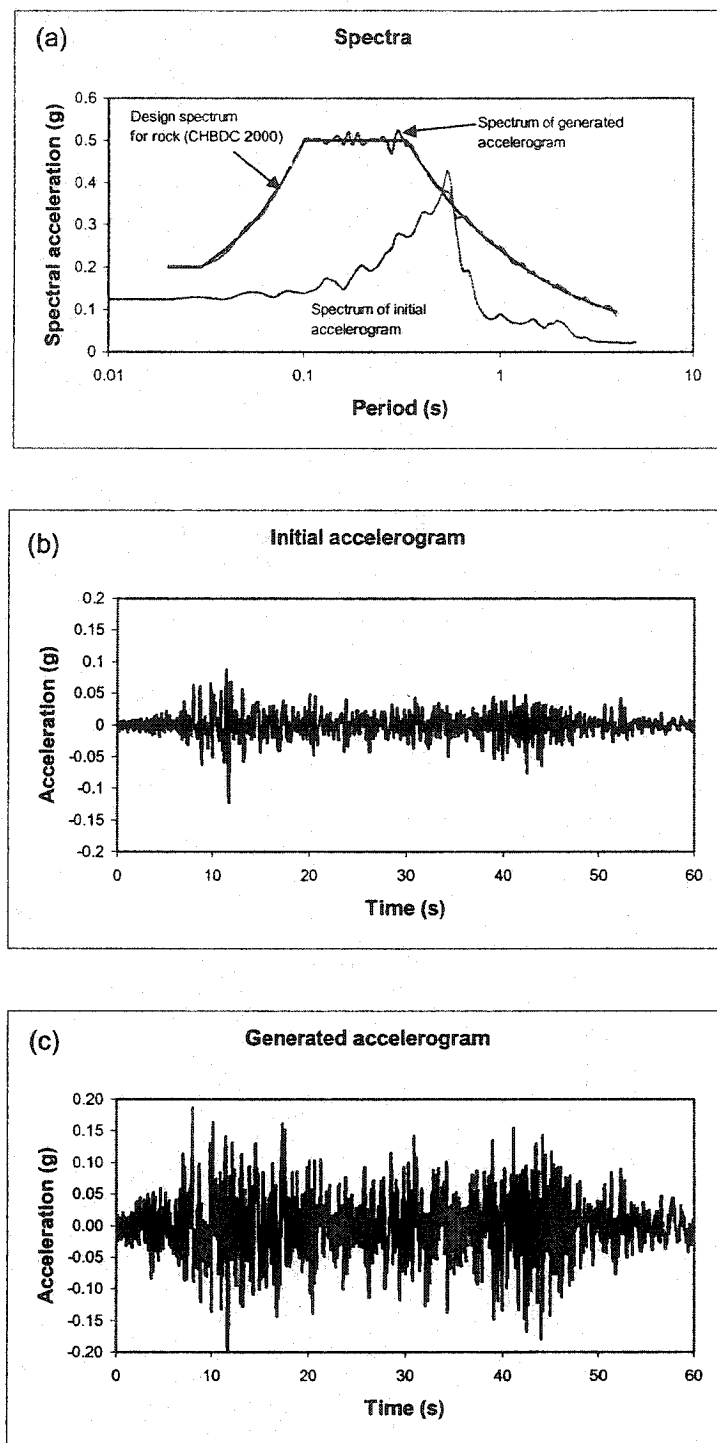 (a)
Spectra
Spectral acceleration (g)
0.6
0.5
0.4
0.3
0.2
0.1
0
Design spectrum
for rock (CHBDC 2000)
Spectrum of generated
accelerogram
Spectrum of initial
accelerogram
0.01
0.1
1
10
Period (s)
(b)
Initial accelerogram
Acceleration (g)
0.2
0.15
0.1
0.05
0
-0.05
-0.1
-0.15
-0.2
0
10
20
30
40
50
60
Time (s)
(c)
Generated accelerogram
Acceleration (g)
0.20
0.15
0.10
0.05
0.00
-0.05
-0.10
-0.15
-0.20
0
10
20
30
40
50
60
Time (s)